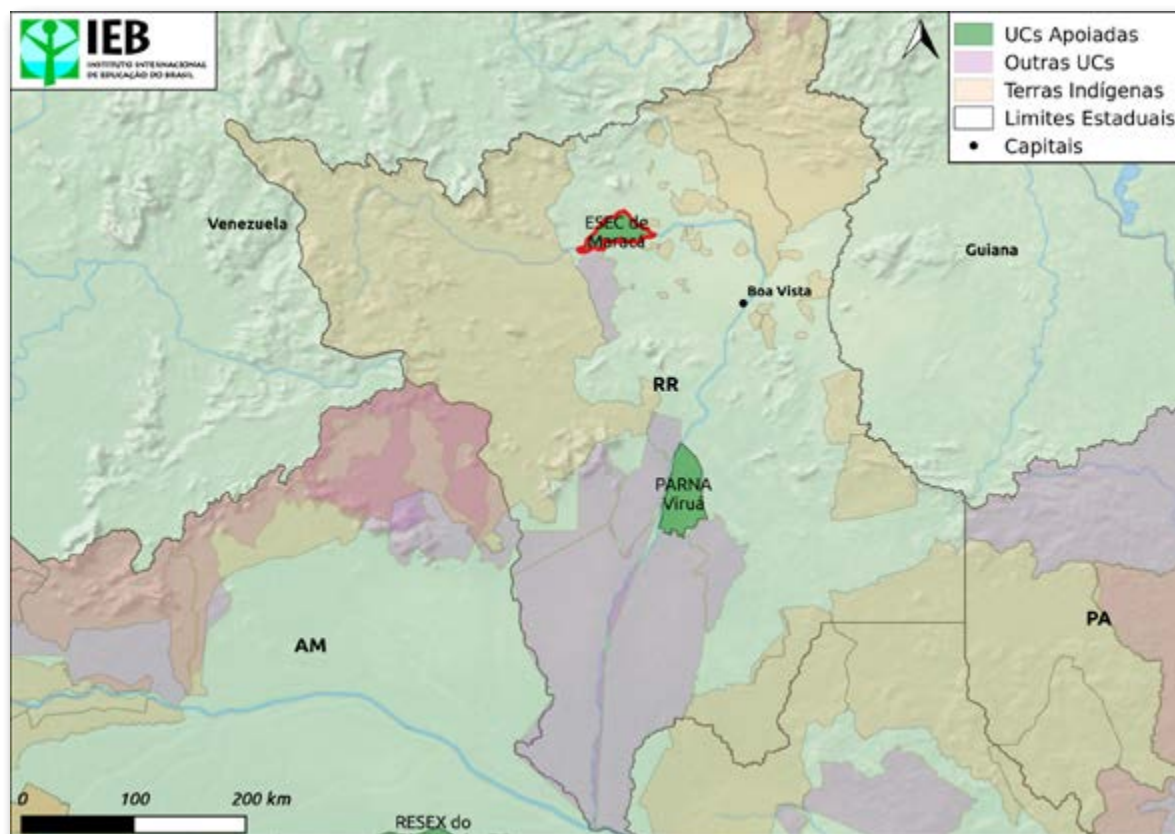 IEB
INSTITUTO INTERNACIONAL
DE EDUCAÇÃO DO BRASIL
UCs Apoiadas
Outras UCs
Terras Indígenas
Limites Estaduais
Capitais
Venezuela
ESEC de
Maracá
Guiana
Boa Vista
RR
PARNA
Viruá
AM
PA
0 100 200 km
RESEX do